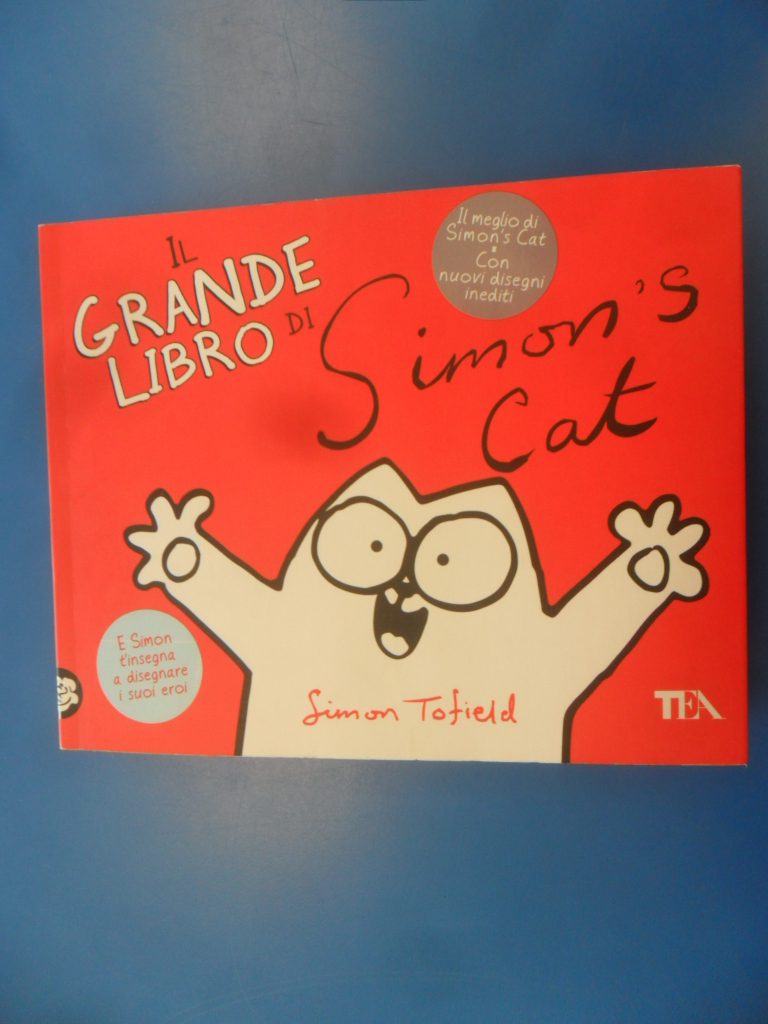 IL
GRANDE
LIBRO DI
Simon's
Cat
Il meglio di
Simon's Cat
Con
nuovi disegni
inediti
E Simon
t'insegna
a disegnare
i suoi eroi
Simon Tofield
TEA